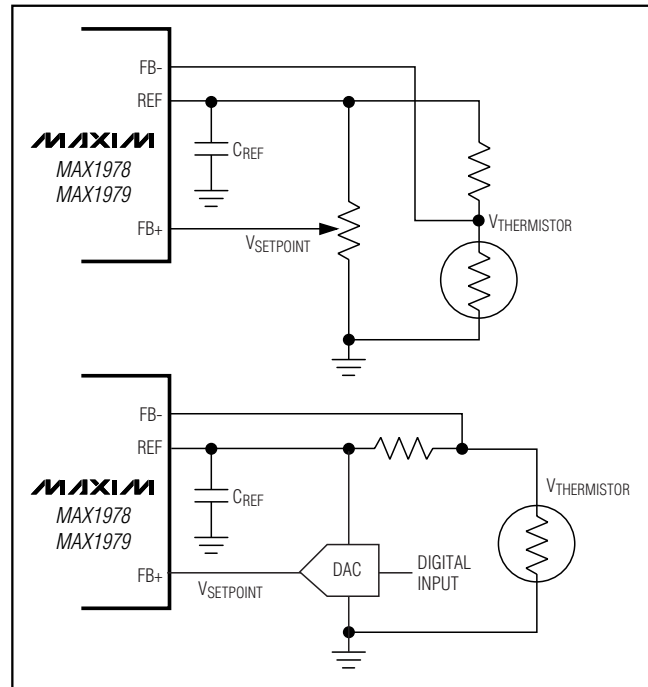 FB-
REF
MAXIM
MAX1978
MAX1979
CREF
FB+
VSETPOINT
VTHERMISTOR
FB-
REF
MAXIM
MAX1978
MAX1979
CREF
VTHERMISTOR
FB+
VSETPOINT
DAC
DIGITAL
INPUT